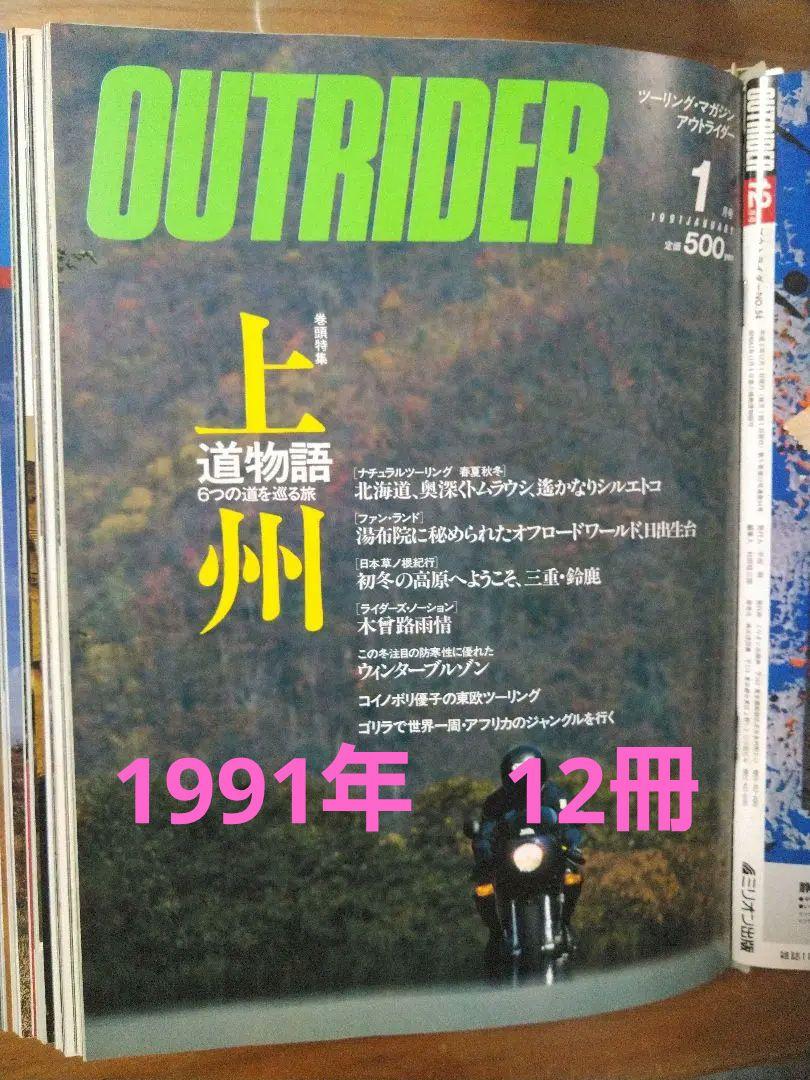 OUTRIDER
ツーリング・マガジン
アウトライダー
1月号
1991 JANUARY
定価500
巻頭特集
上州
道物語
6つの道を巡る旅
[ナチュラルツーリング 春夏秋冬]
北海道、奥深くトムラウシ、遙かなりシルエトコ
[ファン・ランド]
湯布院に秘められたオフロードワールド、日出生台
[日本草ノ根紀行]
初冬の高原へようこそ、三重・鈴鹿
[ライダーズ・ノーション]
木曾路雨情
この冬注目の防寒性に優れた
ウィンターブルゾン
コイノボリ優子の東欧ツーリング
ゴリラで世界一周・アフリカのジャングルを行く
1991年 12冊
OUTRIDER 12
ミリオン出版